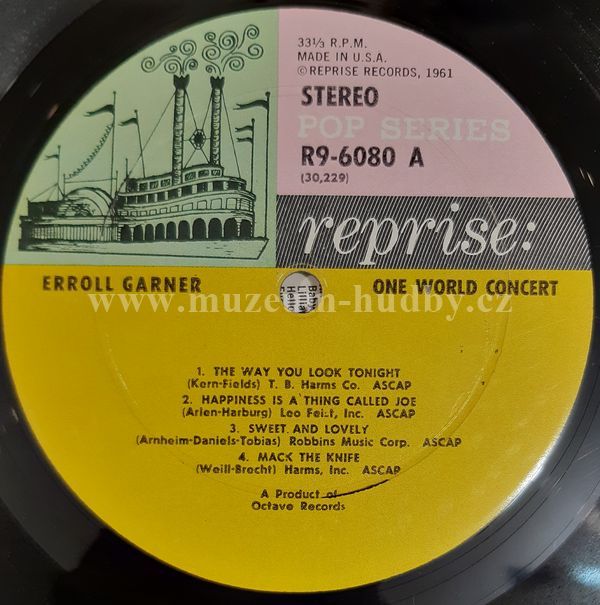 33⅓ R.P.M.
MADE IN U.S.A.
©REPRISE RECORDS, 1961
STEREO
POP SERIES
R9-6080 A
(30,229)
reprise:
ERROLL GARNER
ONE WORLD CONCERT
www.muzeum-hudby.cz
1. THE WAY YOU LOOK TONIGHT
(Kern-Fields) T. B. Harms Co. ASCAP
2. HAPPINESS IS A THING CALLED JOE
(Arlen-Harburg) Leo Feist, Inc. ASCAP
3. SWEET AND LOVELY
(Arnheim-Daniels-Tobias) Robbins Music Corp. ASCAP
4. MACK THE KNIFE
(Weill-Brecht) Harms, Inc. ASCAP
A Product of
Octave Records